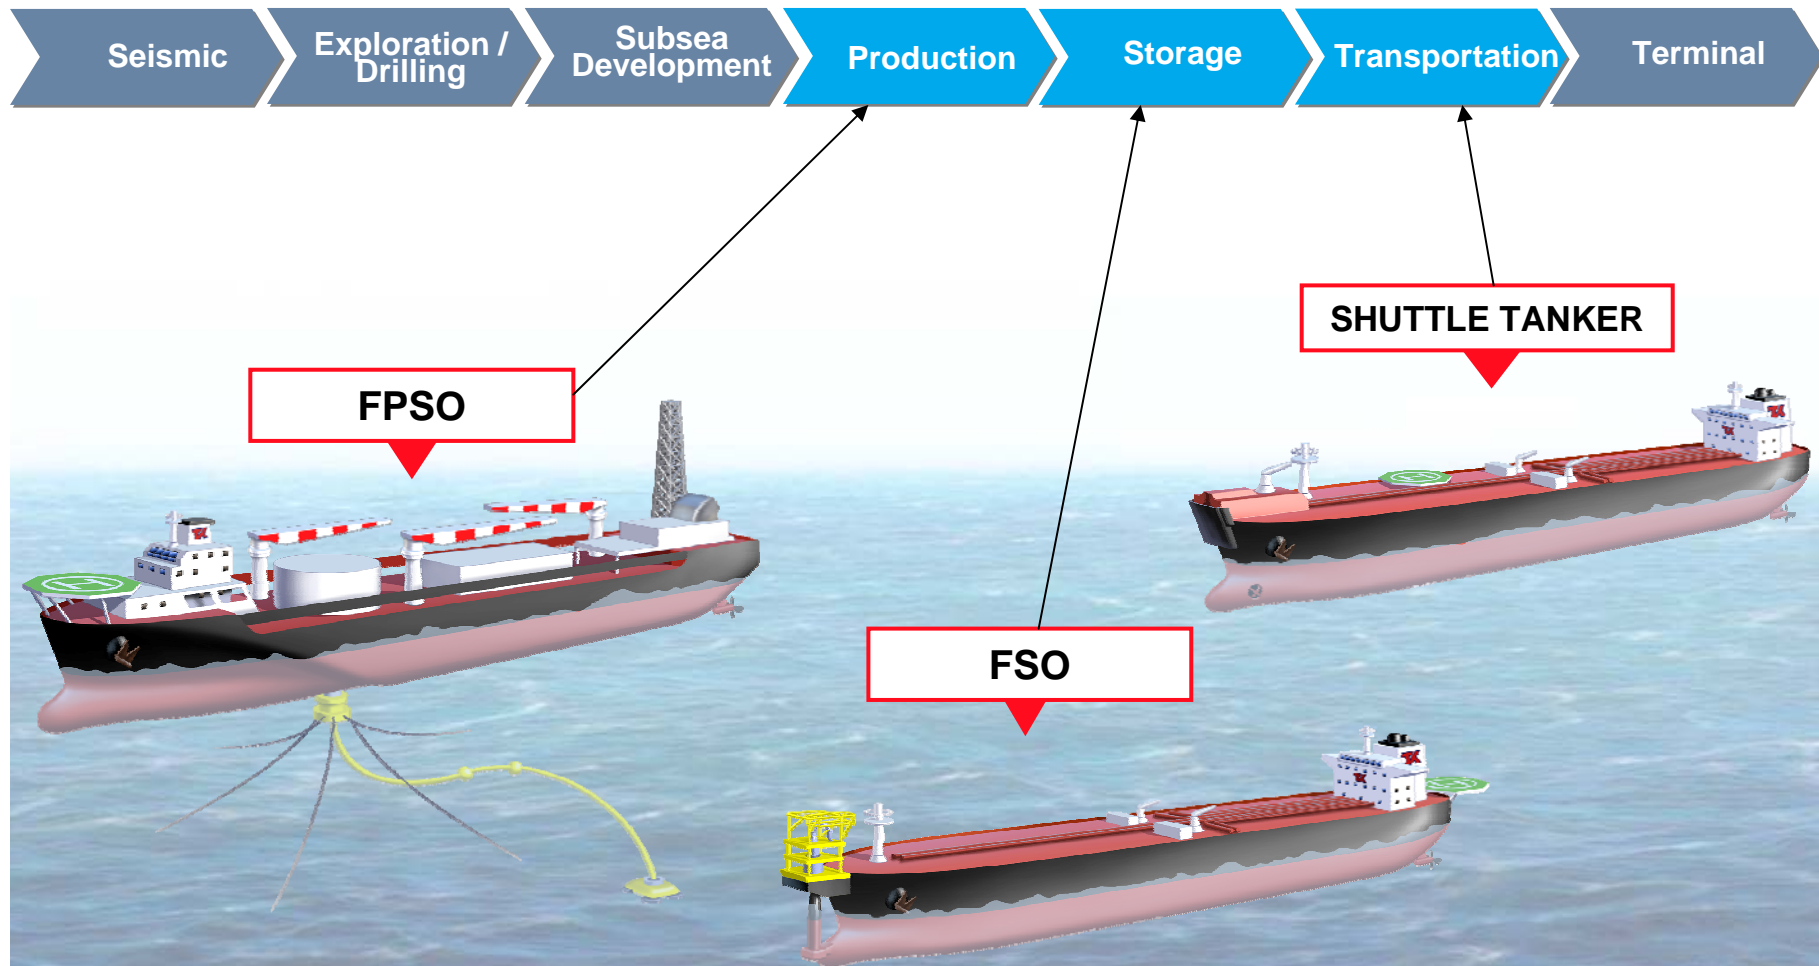 Seismic
Exploration /
Drilling
Subsea
Development
Production
Storage
Transportation
Terminal
SHUTTLE TANKER
FPSO
FSO